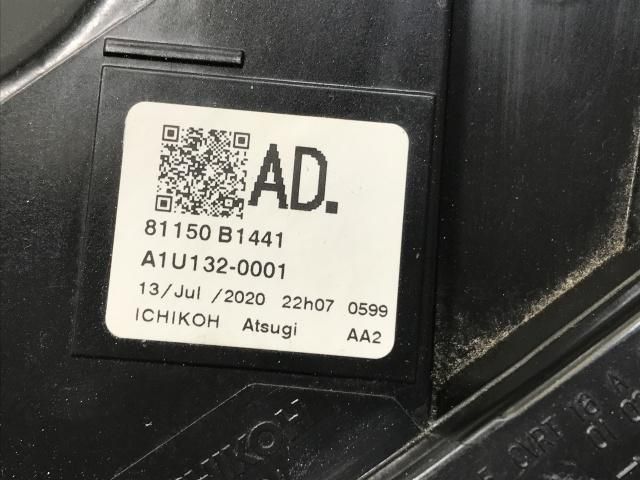 AD.
81150 B1441
A1U132-0001
13/Jul /2020 22h07 0599
ICHIKOH Atsugi AA2